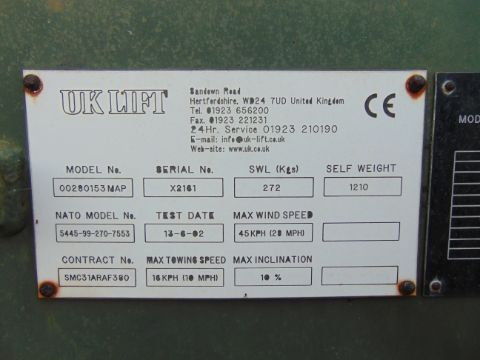 UK LIFT
Sandown Road
Hertfordshire, WD24 7UD United Kingdom
Tel. 01923 656200
Fax. 01923 221231
24Hr. Service 01923 210190
E-mail: info@uk-lift.co.uk
Web-site: www.uk.co.uk
CE
MODEL No. SERIAL No. SWL (Kgs) SELF WEIGHT
00280153MAP X2161 272 1210
NATO MODEL No. TEST DATE MAX WIND SPEED
5445-99-270-7553 13-6-02 45KPH (28 MPH)
CONTRACT No. MAX TOWING SPEED MAX INCLINATION
SMC31ARAF380 16KPH (10 MPH) 10 %
MOD